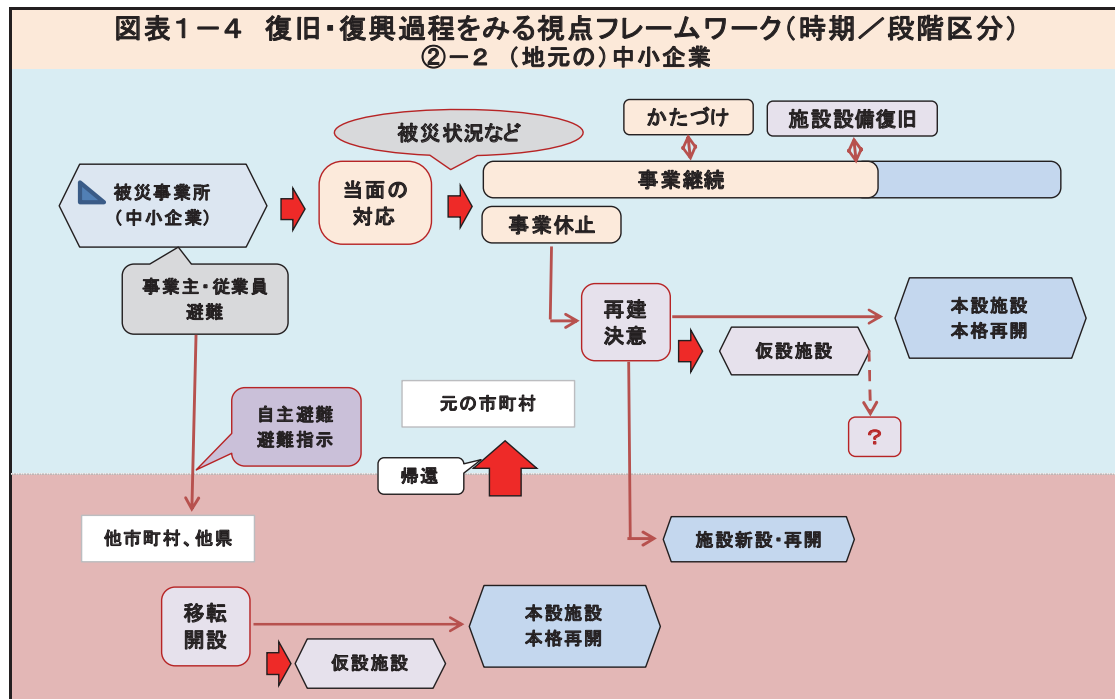 図表1－4 復旧・復興過程をみる視点フレームワーク（時期／段階区分）
②－2 （地元の）中小企業
被災状況など
かたづけ
施設設備復旧
被災事業所
（中小企業）
当面の
対応
事業継続
事業休止
事業主・従業員
避難
再建
決意
本設施設
本格再開
仮設施設
自主避難
避難指示
元の市町村
？
帰還
他市町村、他県
施設新設・再開
移転
開設
本設施設
本格再開
仮設施設